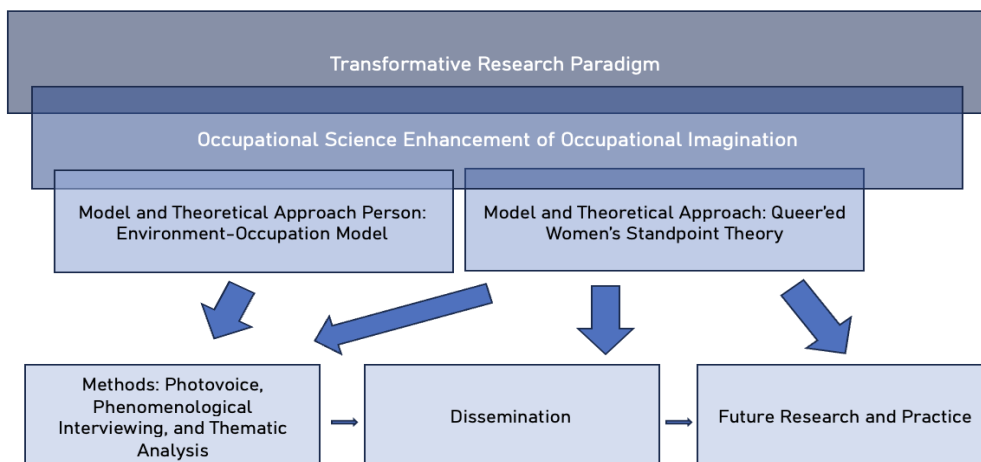 Transformative Research Paradigm
Occupational Science Enhancement of Occupational Imagination
Model and Theoretical Approach Person:
Environment-Occupation Model
Model and Theoretical Approach: Queer'ed
Women's Standpoint Theory
Methods: Photovoice,
Phenomenological
Interviewing, and Thematic
Analysis
Dissemination
Future Research and Practice